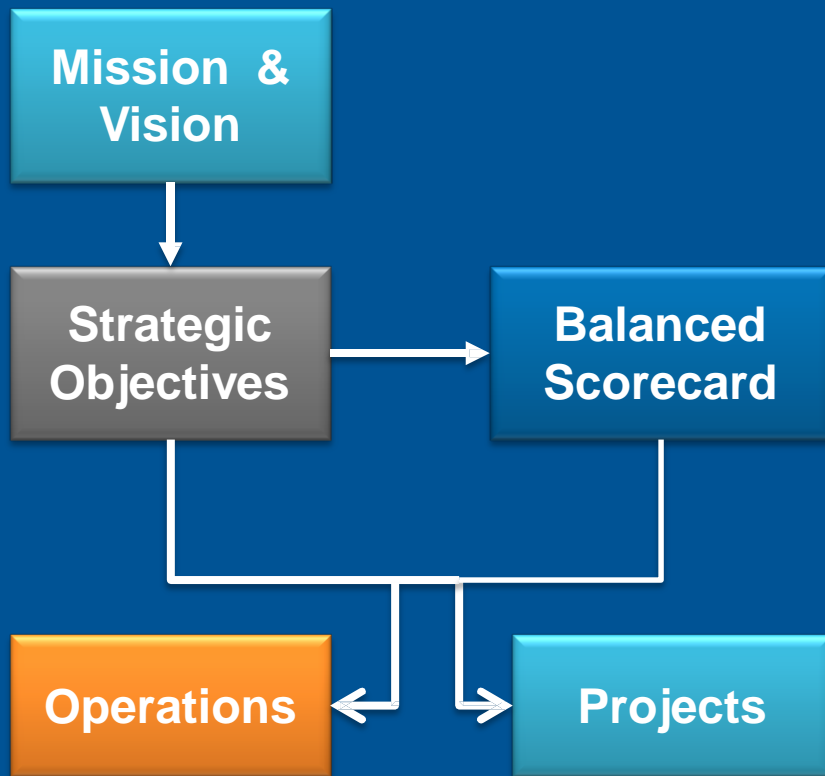 Mission &
Vision
Strategic
Objectives
Balanced
Scorecard
Operations
Projects